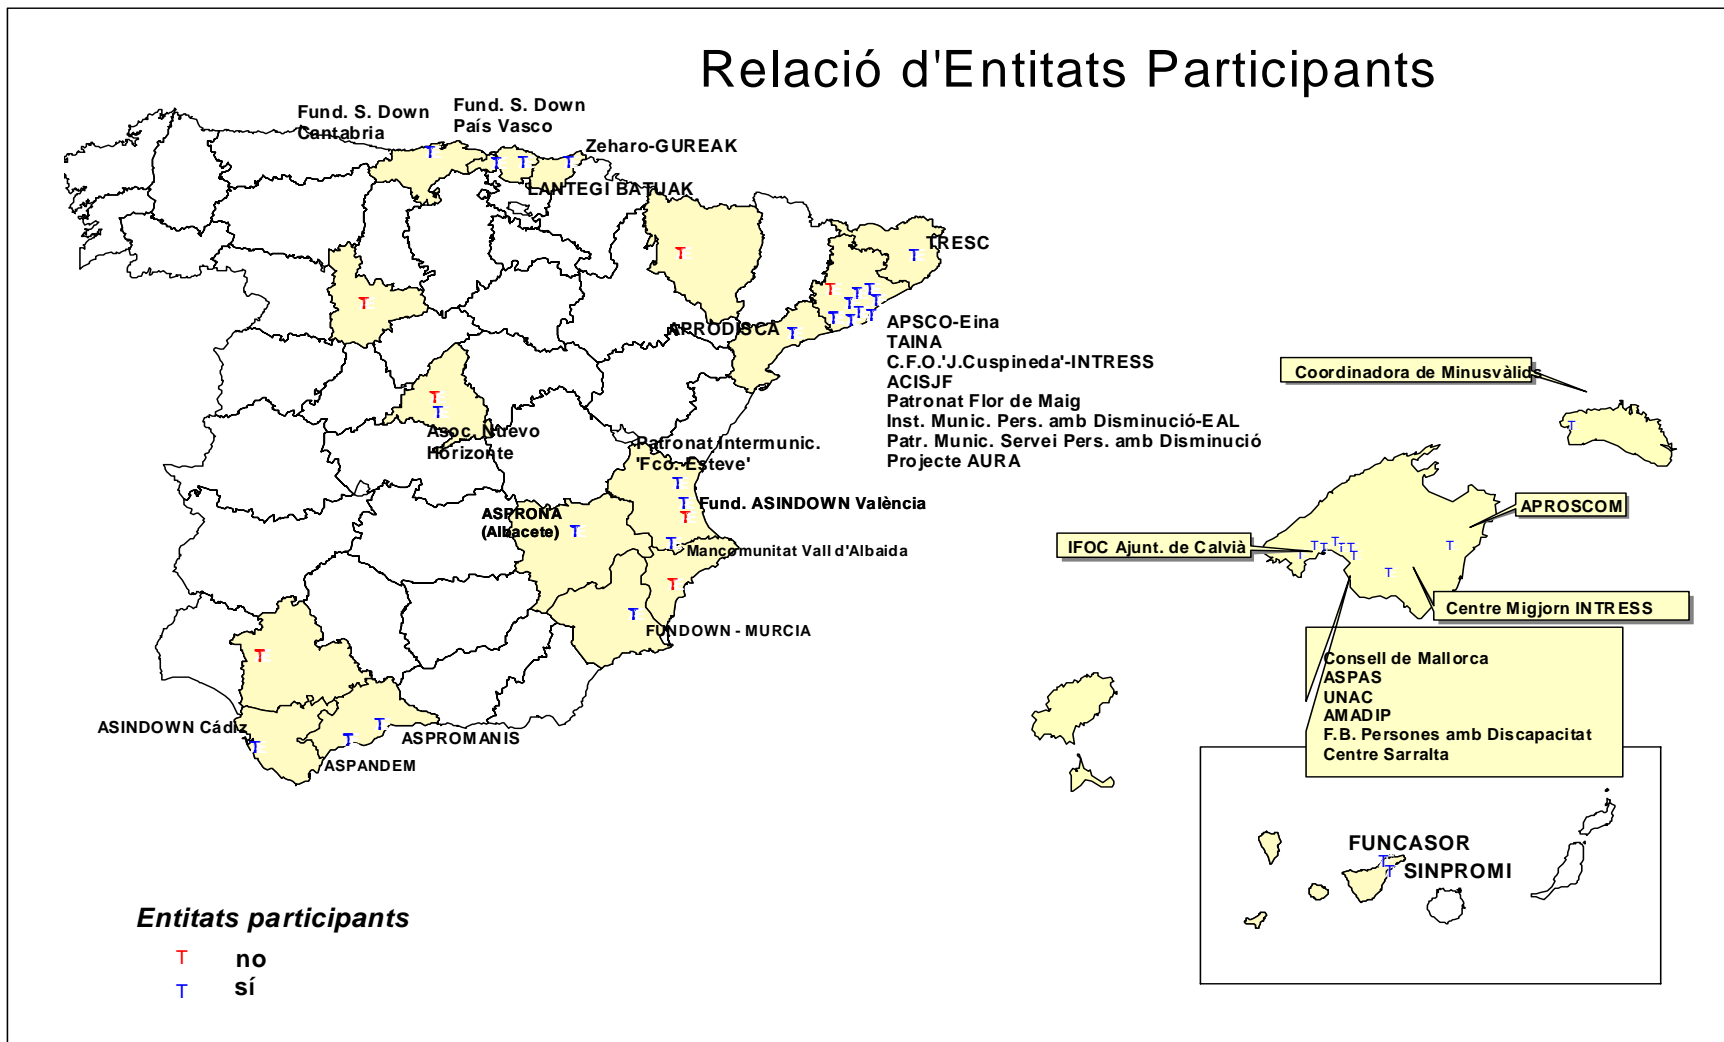 Relació d'Entitats Participants
Fund. S. Down
Cantabria
Fund. S. Down
País Vasco
Zeharo-GUREAK
LANTEGI BATUAK
TRESC
APRODISCA
APSCO-Eina
TAINA
C.F.O.'J.Cuspineda'-INTRESS
ACISJF
Patronat Flor de Maig
Inst. Munic. Pers. amb Disminució-EAL
Patr. Munic. Servei Pers. amb Disminució
Projecte AURA
Coordinadora de Minusvàlids
Asoc. Nuevo
Horizonte
Patronat Intermunic.
'Fco. Esteve'
Fund. ASINDOWN València
ASPRONA
(Albacete)
Mancomunitat Vall d'Albaida
APROSCOM
IFOC Ajunt. de Calvià
Centre Migjorn INTRESS
FUNDOWN - MURCIA
Consell de Mallorca
ASPAS
UNAC
AMADIP
F.B. Persones amb Discapacitat
Centre Sarralta
ASINDOWN Cádiz
ASPROMANIS
ASPANDEM
FUNCASOR
SINPROMI
Entitats participants
T no
T sí